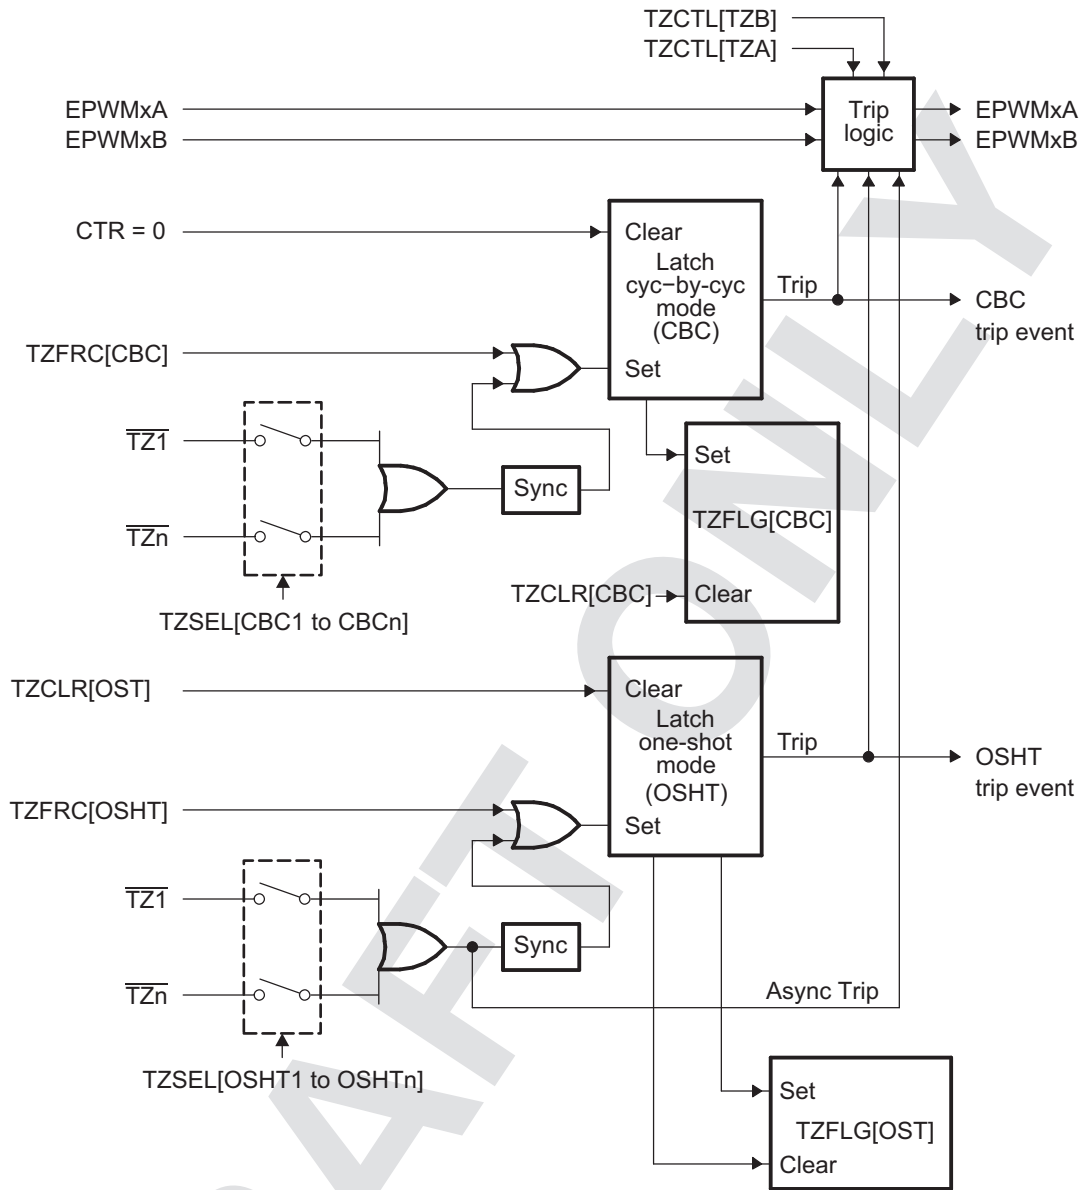 TZCTL[TZB]
TZCTL[TZA]
EPWMxA
EPWMxB
Trip
logic
EPWMxA
EPWMxB
CTR = 0
Clear
Latch
cyc−by-cyc
mode
(CBC)
Set
Trip
CBC
trip event
TZFRC[CBC]
TZ1
TZn
Sync
Set
TZFLG[CBC]
Clear
TZCLR[CBC]
TZSEL[CBC1 to CBCn]
TZCLR[OST]
Clear
Latch
one-shot
mode
(OSHT)
Set
Trip
OSHT
trip event
TZFRC[OSHT]
TZ1
TZn
Sync
Async Trip
TZSEL[OSHT1 to OSHTn]
Set
TZFLG[OST]
Clear
AFT ONLY